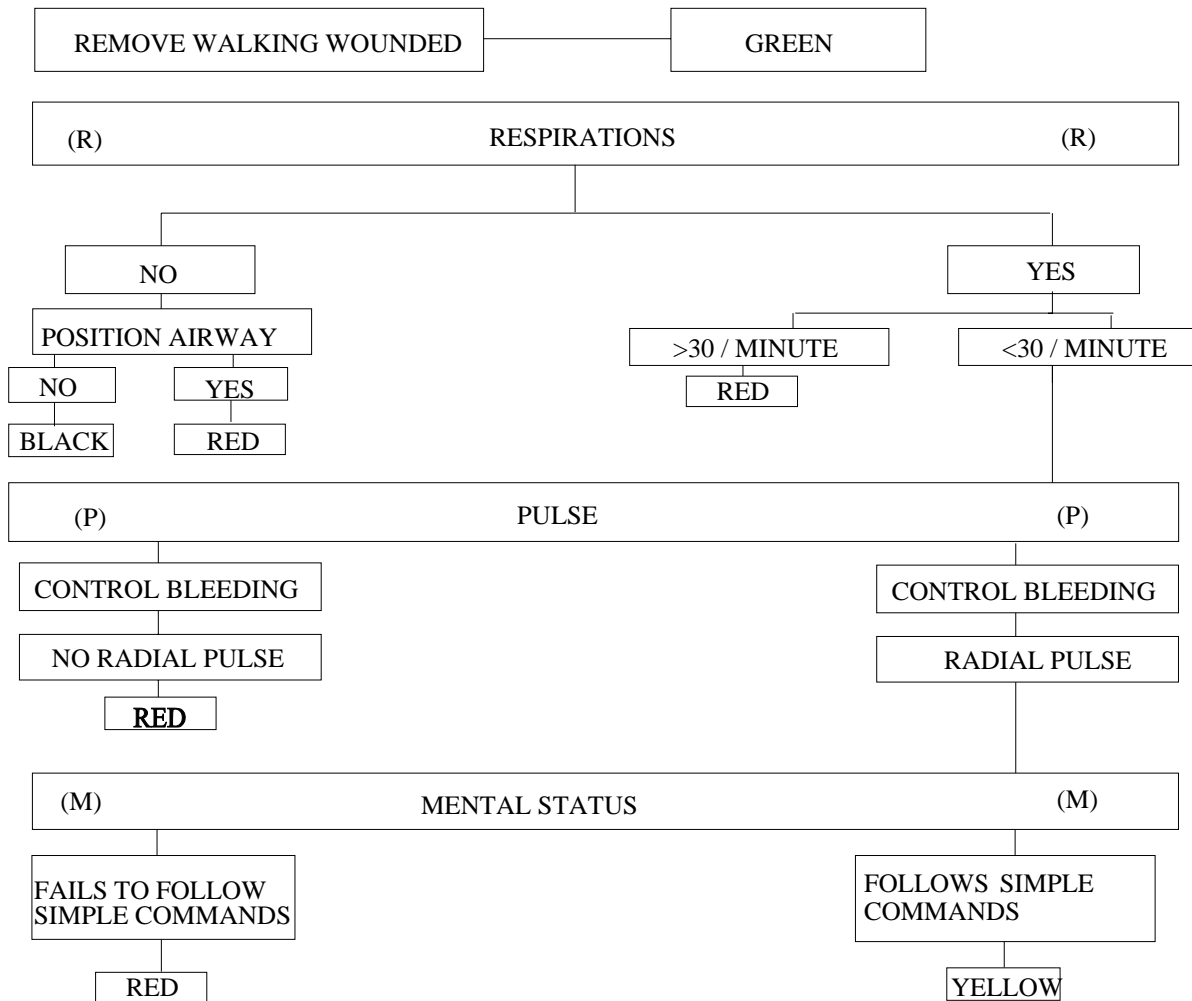 REMOVE WALKING WOUNDED
GREEN
(R) RESPIRATIONS (R)
NO
YES
POSITION AIRWAY
>30 / MINUTE
<30 / MINUTE
NO
YES
RED
BLACK
RED
(P) PULSE (P)
CONTROL BLEEDING
CONTROL BLEEDING
NO RADIAL PULSE
RADIAL PULSE
RED
(M) MENTAL STATUS (M)
FAILS TO FOLLOW
SIMPLE COMMANDS
FOLLOWS SIMPLE
COMMANDS
RED
YELLOW